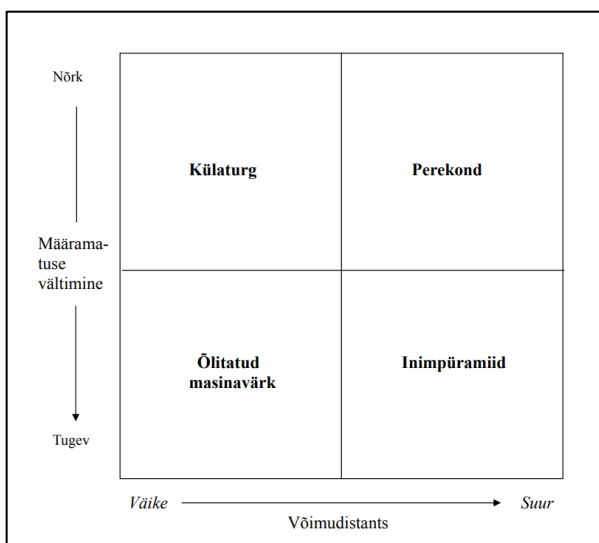 Nõrk
Külaturg
Perekond
Määrama-
tuse
vältimine
Õlitatud
masinavärk
Inimpüramiid
Tugev
Väike
Suur
Võimudistants